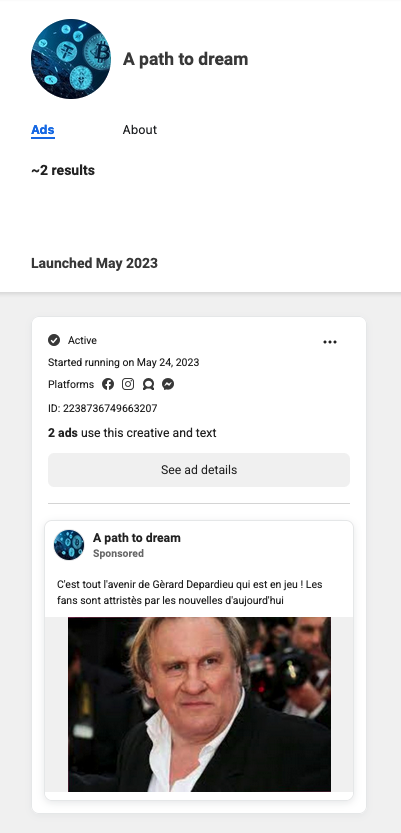 A path to dream
Ads About
~2 results
Launched May 2023
Active
Started running on May 24, 2023
Platforms
ID: 2238736749663207
2 ads use this creative and text
See ad details
A path to dream
Sponsored
C'est tout l'avenir de Gèrard Depardieu qui est en jeu ! Les
fans sont attristès par les nouvelles d'aujourd'hui